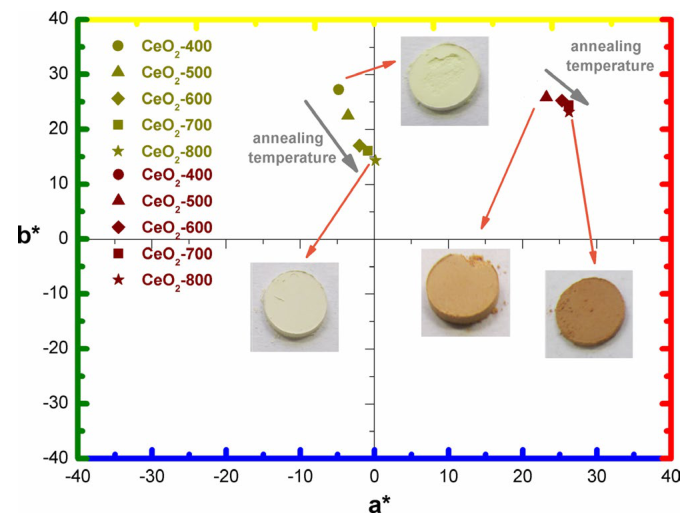 40
30
20
10
0
-10
-20
-30
-40
b*
CeO₂-400
CeO₂-500
CeO₂-600
CeO₂-700
CeO₂-800
CeO₂-400
CeO₂-500
CeO₂-600
CeO₂-700
CeO₂-800
annealing
temperature
annealing
temperature
-40 -30 -20 -10 0 10 20 30 40
a*